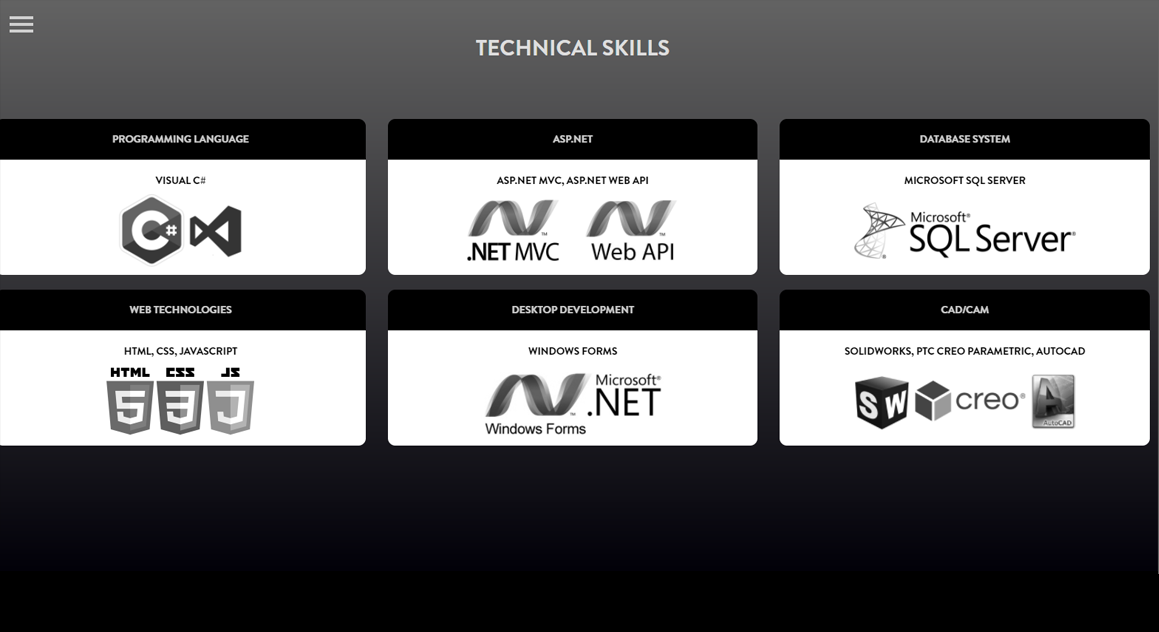 TECHNICAL SKILLS
PROGRAMMING LANGUAGE
VISUAL C#
C#
ASP.NET
ASP.NET MVC, ASP.NET WEB API
.NET MVC
Web API
DATABASE SYSTEM
MICROSOFT SQL SERVER
Microsoft®
SQL Server®
WEB TECHNOLOGIES
HTML, CSS, JAVASCRIPT
HTML CSS JS
5 3 J
DESKTOP DEVELOPMENT
WINDOWS FORMS
Microsoft®
.NET
Windows Forms
CAD/CAM
SOLIDWORKS, PTC CREO PARAMETRIC, AUTOCAD
SW creo® A
AutoCAD